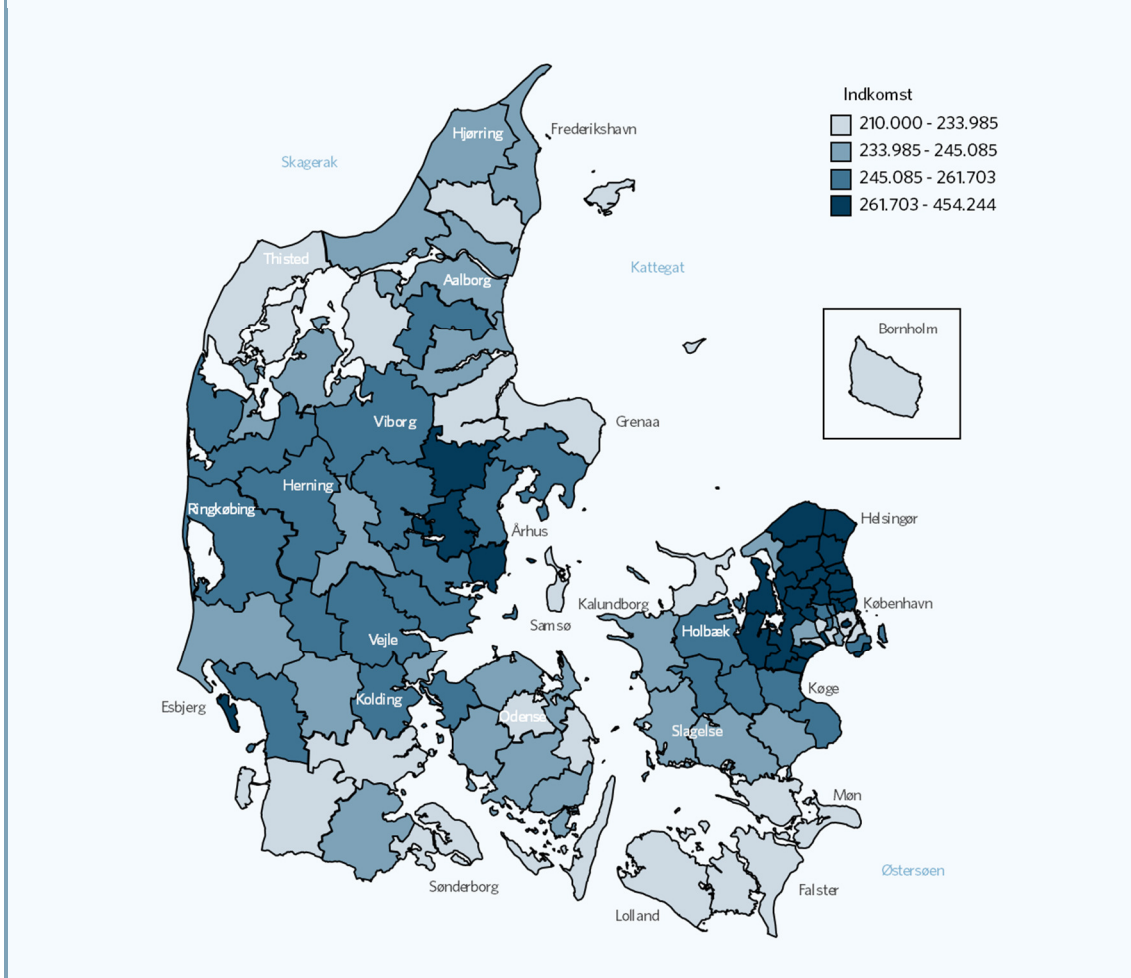 Indkomst
210.000 - 233.985
233.985 - 245.085
245.085 - 261.703
261.703 - 454.244
Hjørring
Frederikshavn
Skagerak
Thisted
Kattegat
Aalborg
Bornholm
Viborg
Grenaa
Herning
Ringkøbing
Helsingør
Århus
Kalundborg
København
Samsø
Holbæk
Vejle
Køge
Kolding
Esbjerg
Odense
Slagelse
Møn
Østersøen
Sønderborg
Falster
Lolland